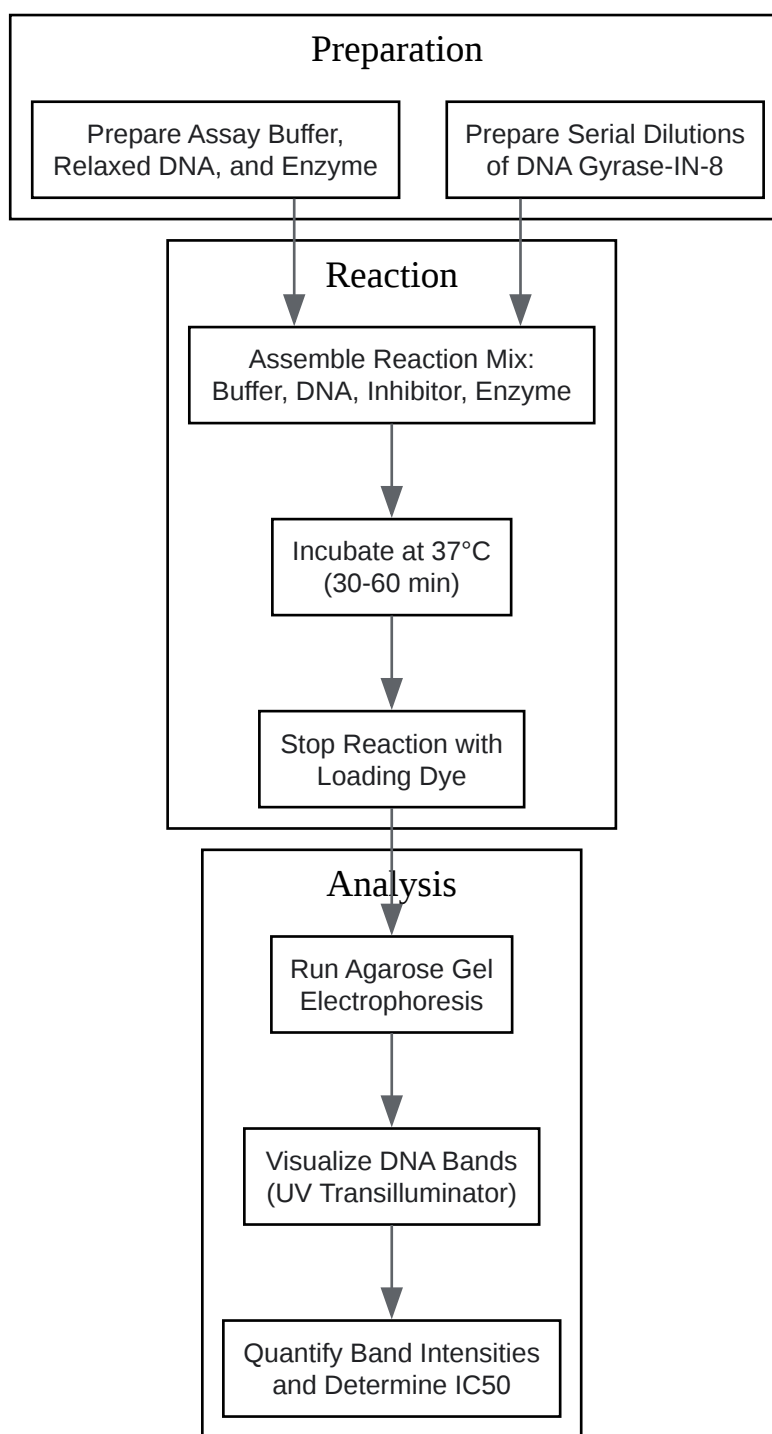 Preparation
Prepare Assay Buffer,
Relaxed DNA, and Enzyme
Prepare Serial Dilutions
of DNA Gyrase-IN-8
Reaction
Assemble Reaction Mix:
Buffer, DNA, Inhibitor, Enzyme
Incubate at 37°C
(30-60 min)
Stop Reaction with
Loading Dye
Analysis
Run Agarose Gel
Electrophoresis
Visualize DNA Bands
(UV Transilluminator)
Quantify Band Intensities
and Determine IC50